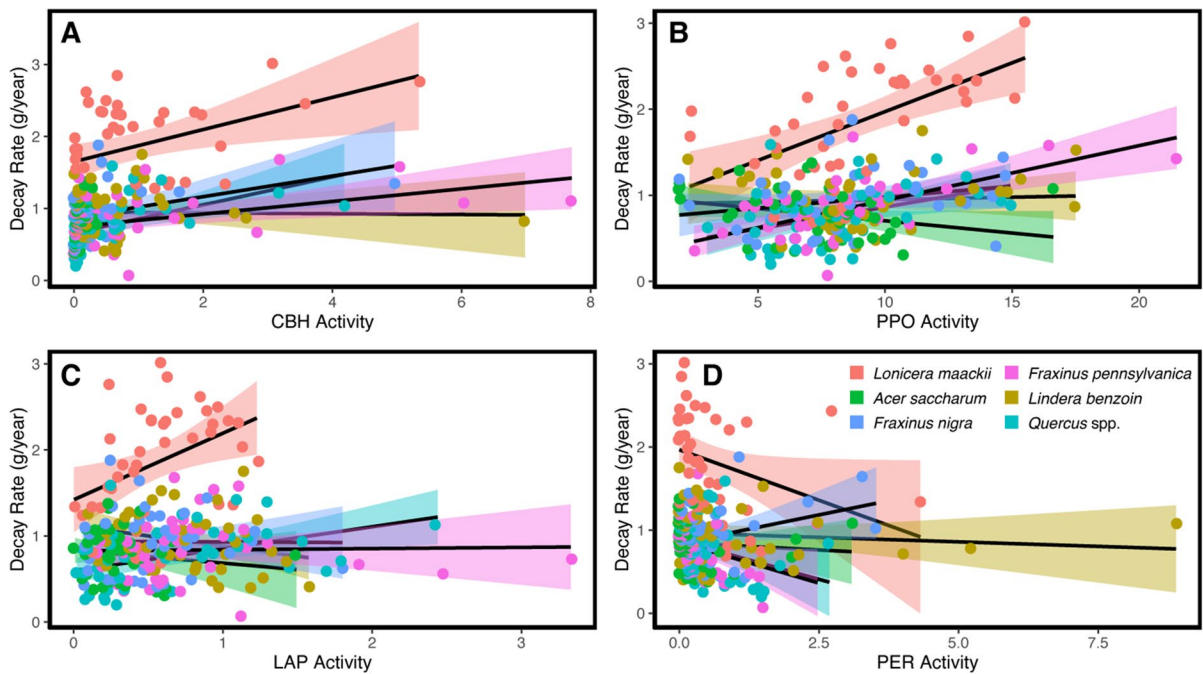 A
B
Decay Rate (g/year)
3
2
1
0
0
2
4
6
8
CBH Activity
Decay Rate (g/year)
3
2
1
0
5
10
15
20
PPO Activity
C
D
Decay Rate (g/year)
3
2
1
0
0
1
2
3
LAP Activity
Decay Rate (g/year)
3
2
1
0
0.0
2.5
5.0
7.5
PER Activity
Lonicera maackii
Acer saccharum
Fraxinus nigra
Fraxinus pennsylvanica
Lindera benzoin
Quercus spp.